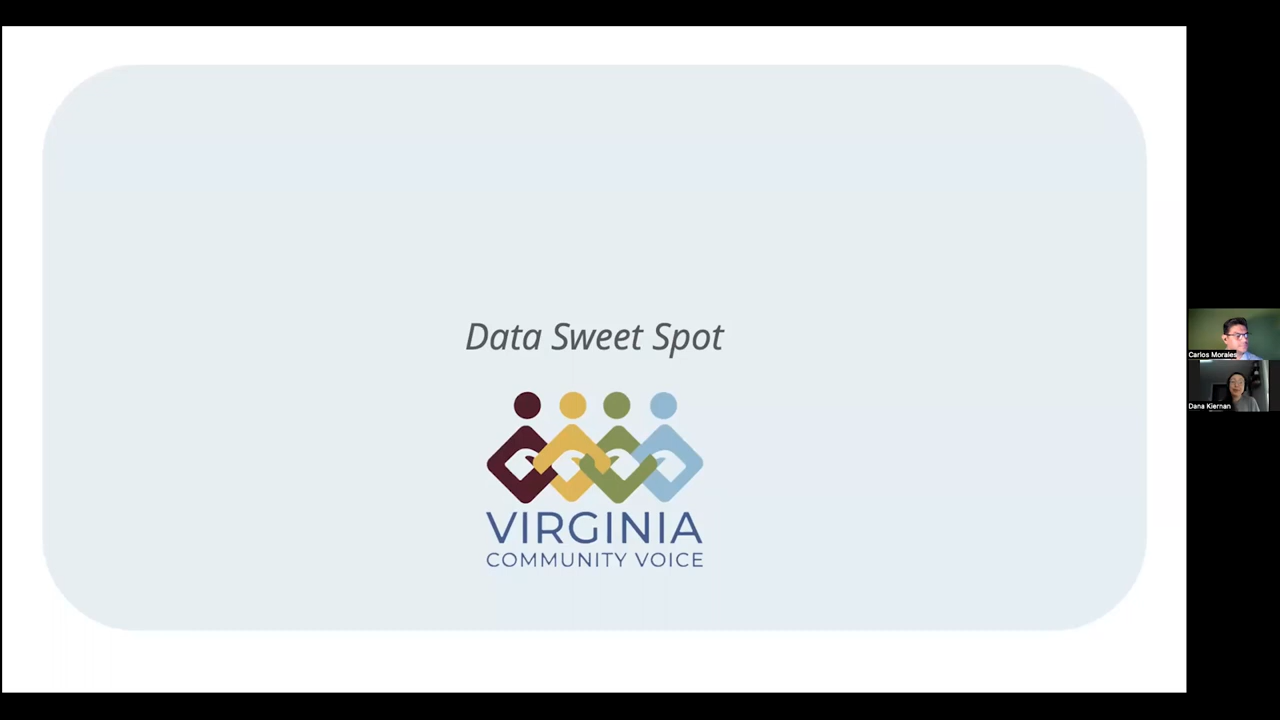 Data Sweet Spot
VIRGINIA
COMMUNITY VOICE
Carlos Morales
Dana Kiernan